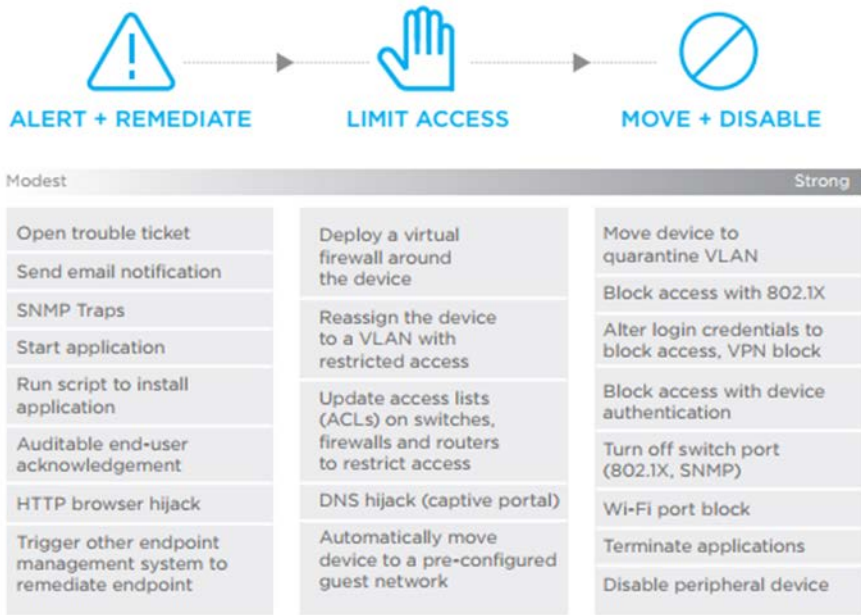 ALERT + REMEDIATE
LIMIT ACCESS
MOVE + DISABLE
Modest
Strong
Open trouble ticket
Send email notification
SNMP Traps
Start application
Run script to install
application
Auditable end-user
acknowledgement
HTTP browser hijack
Trigger other endpoint
management system to
remediate endpoint
Deploy a virtual
firewall around
the device
Reassign the device
to a VLAN with
restricted access
Update access lists
(ACLs) on switches,
firewalls and routers
to restrict access
DNS hijack (captive portal)
Automatically move
device to a pre-configured
guest network
Move device to
quarantine VLAN
Block access with 802.1X
Alter login credentials to
block access, VPN block
Block access with device
authentication
Turn off switch port
(802.1X, SNMP)
Wi-Fi port block
Terminate applications
Disable peripheral device